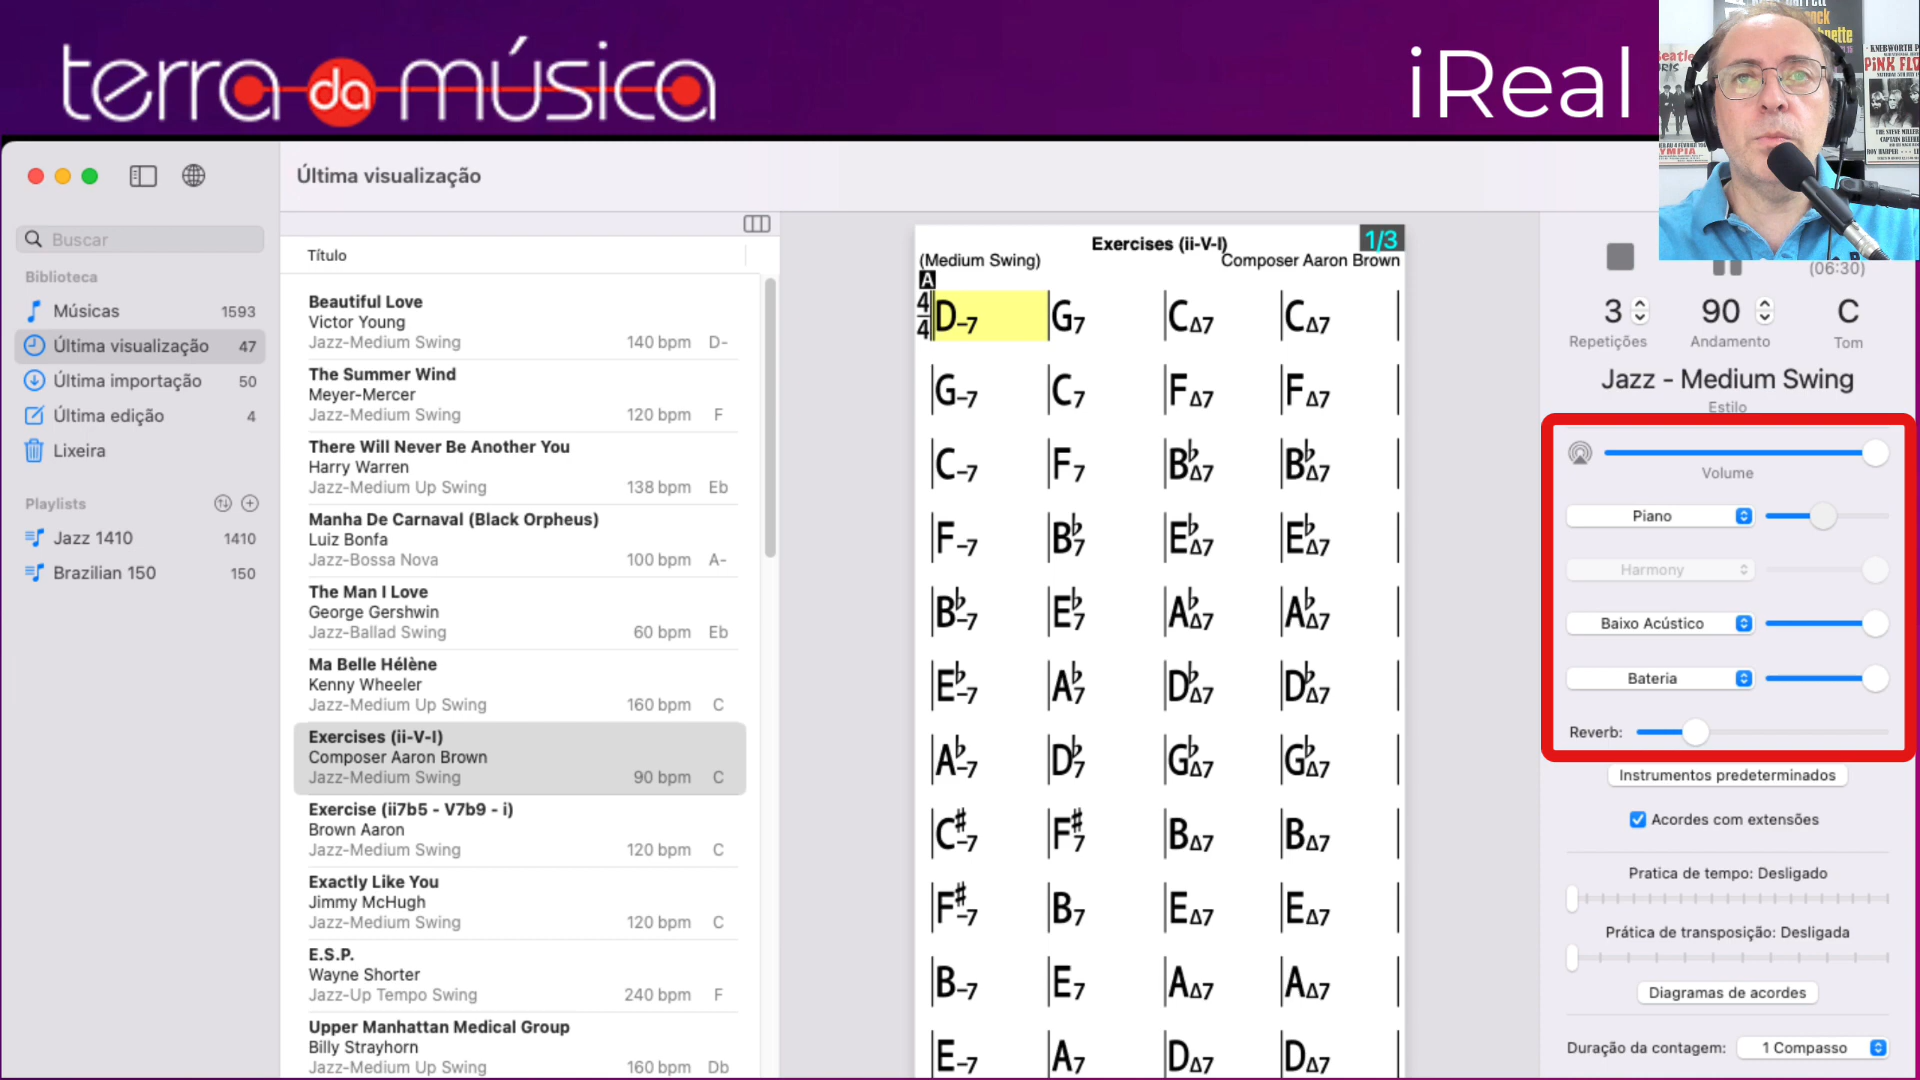 terra da música
iReal
Última visualização
Buscar
Biblioteca
Músicas 1593
Última visualização 47
Última importação 50
Última edição 4
Lixeira
Playlists
Jazz 1410 1410
Brazilian 150 150
Título
Beautiful Love
Victor Young
Jazz-Medium Swing 140 bpm D-
The Summer Wind
Meyer-Mercer
Jazz-Medium Swing 120 bpm F
There Will Never Be Another You
Harry Warren
Jazz-Medium Up Swing 138 bpm Eb
Manha De Carnaval (Black Orpheus)
Luiz Bonfa
Jazz-Bossa Nova 100 bpm A-
The Man I Love
George Gershwin
Jazz-Ballad Swing 60 bpm Eb
Ma Belle Hélène
Kenny Wheeler
Jazz-Medium Up Swing 160 bpm C
Exercises (ii-V-I)
Composer Aaron Brown
Jazz-Medium Swing 90 bpm C
Exercise (ii7b5 - V7b9 - i)
Brown Aaron
Jazz-Medium Swing 120 bpm C
Exactly Like You
Jimmy McHugh
Jazz-Medium Swing 120 bpm C
E.S.P.
Wayne Shorter
Jazz-Up Tempo Swing 240 bpm F
Upper Manhattan Medical Group
Billy Strayhorn
Jazz-Medium Up Swing 160 bpm Db
Exercises (ii-V-I) 1/3
(Medium Swing) Composer Aaron Brown
A
4/4 D-7 G7 CΔ7 CΔ7
G-7 C7 FΔ7 FΔ7
C-7 F7 B♭Δ7 B♭Δ7
F-7 B♭7 E♭Δ7 E♭Δ7
B♭-7 E♭7 A♭Δ7 A♭Δ7
E♭-7 A♭7 D♭Δ7 D♭Δ7
A♭-7 D♭7 G♭Δ7 G♭Δ7
C♯-7 F♯7 BΔ7 BΔ7
F♯-7 B7 EΔ7 EΔ7
B-7 E7 AΔ7 AΔ7
E-7 A7 DΔ7 DΔ7
(06:30)
3 90 C
Repetições Andamento Tom
Jazz - Medium Swing
Estilo
Volume
Piano
Harmony
Baixo Acústico
Bateria
Reverb:
Instrumentos predeterminados
Acordes com extensões
Pratica de tempo: Desligado
Prática de transposição: Desligada
Diagramas de acordes
Duração da contagem: 1 Compasso
KNEBWORTH P
PINK FLO